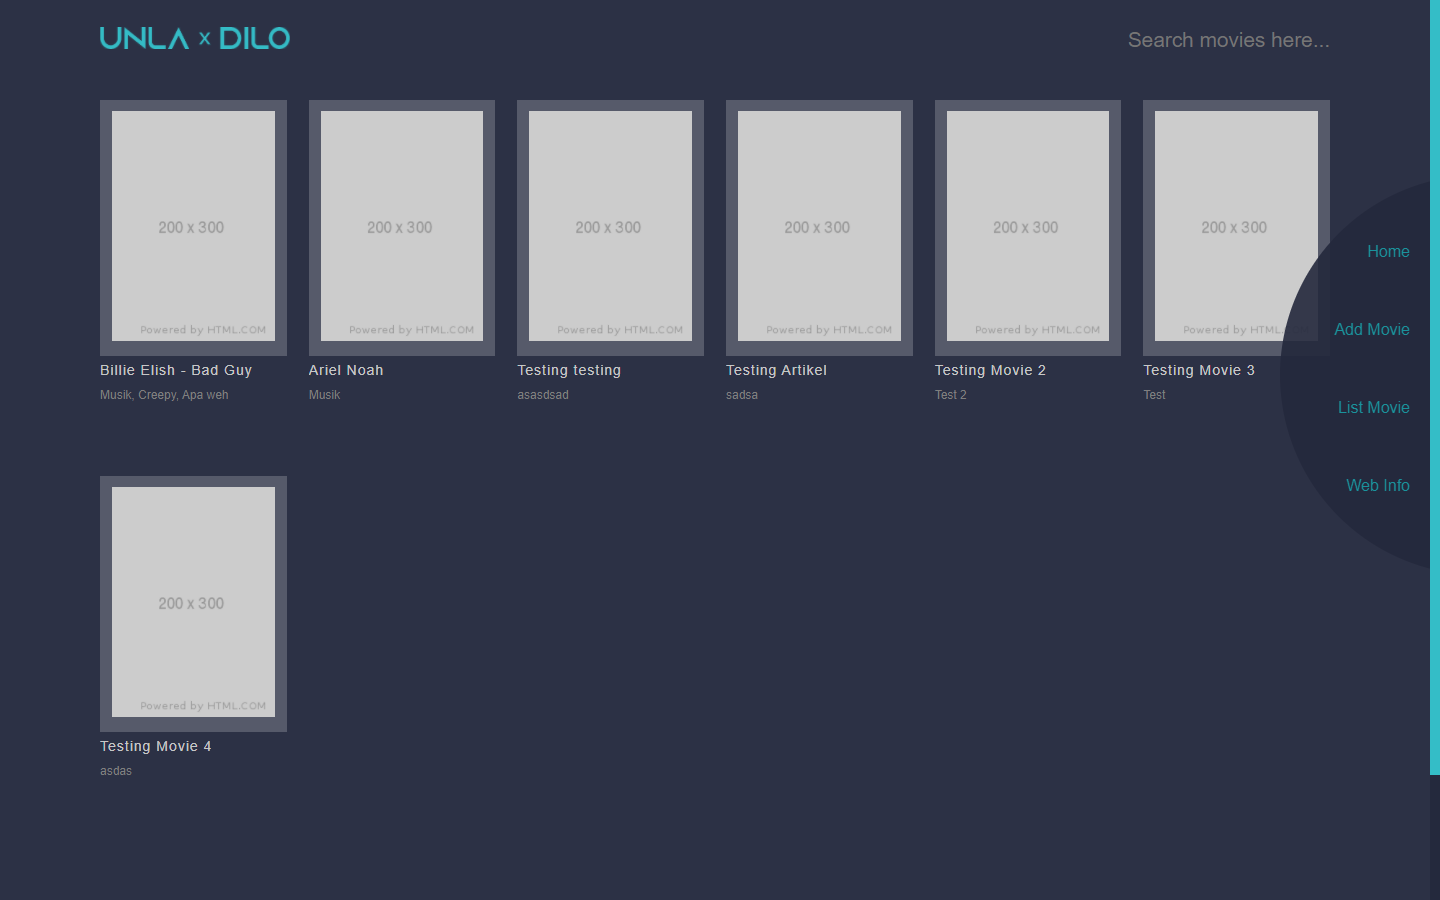 UNLA x DILO
Search movies here...
200 x 300
Powered by HTML.COM
Billie Elish - Bad Guy
Musik, Creepy, Apa weh
200 x 300
Powered by HTML.COM
Ariel Noah
Musik
200 x 300
Powered by HTML.COM
Testing testing
asasdsad
200 x 300
Powered by HTML.COM
Testing Artikel
sadsa
200 x 300
Powered by HTML.COM
Testing Movie 2
Test 2
200 x 300
Powered by HTML.
Testing Movie 3
Test
Home
Add Movie
List Movie
Web Info
200 x 300
Powered by HTML.COM
Testing Movie 4
asdas